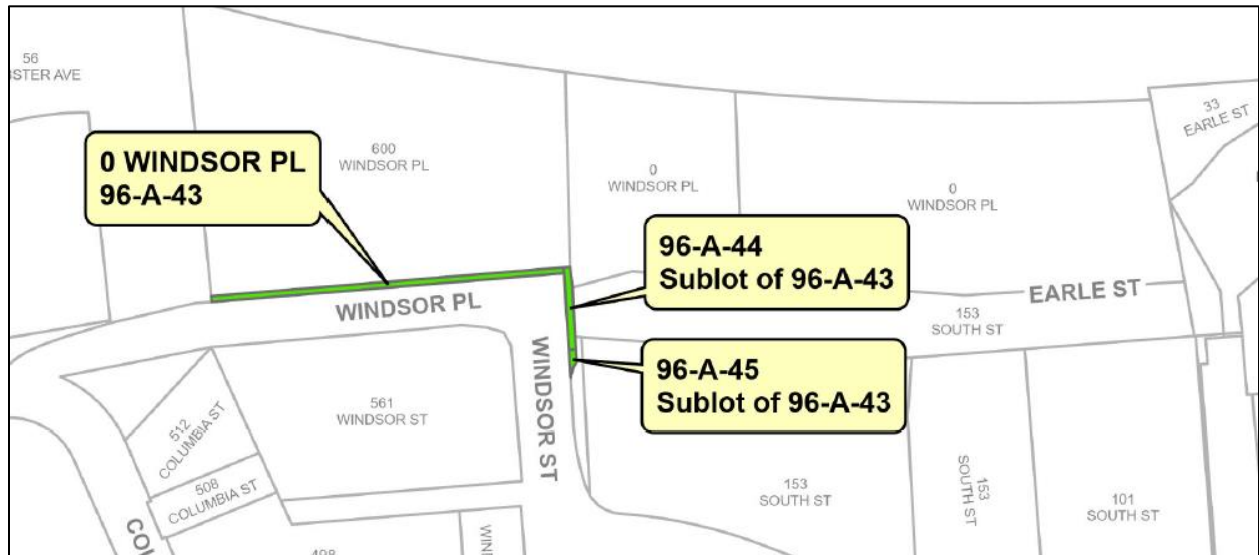 56
STER AVE
0 WINDSOR PL
96-A-43
600
WINDSOR PL
0
WINDSOR PL
0
WINDSOR PL
33
EARLE ST
96-A-44
Sublot of 96-A-43
WINDSOR PL
EARLE ST
153
SOUTH ST
WINDSOR ST
96-A-45
Sublot of 96-A-43
561
WINDSOR ST
512
COLUMBIA ST
508
COLUMBIA ST
153
SOUTH ST
153
SOUTH ST
101
SOUTH ST